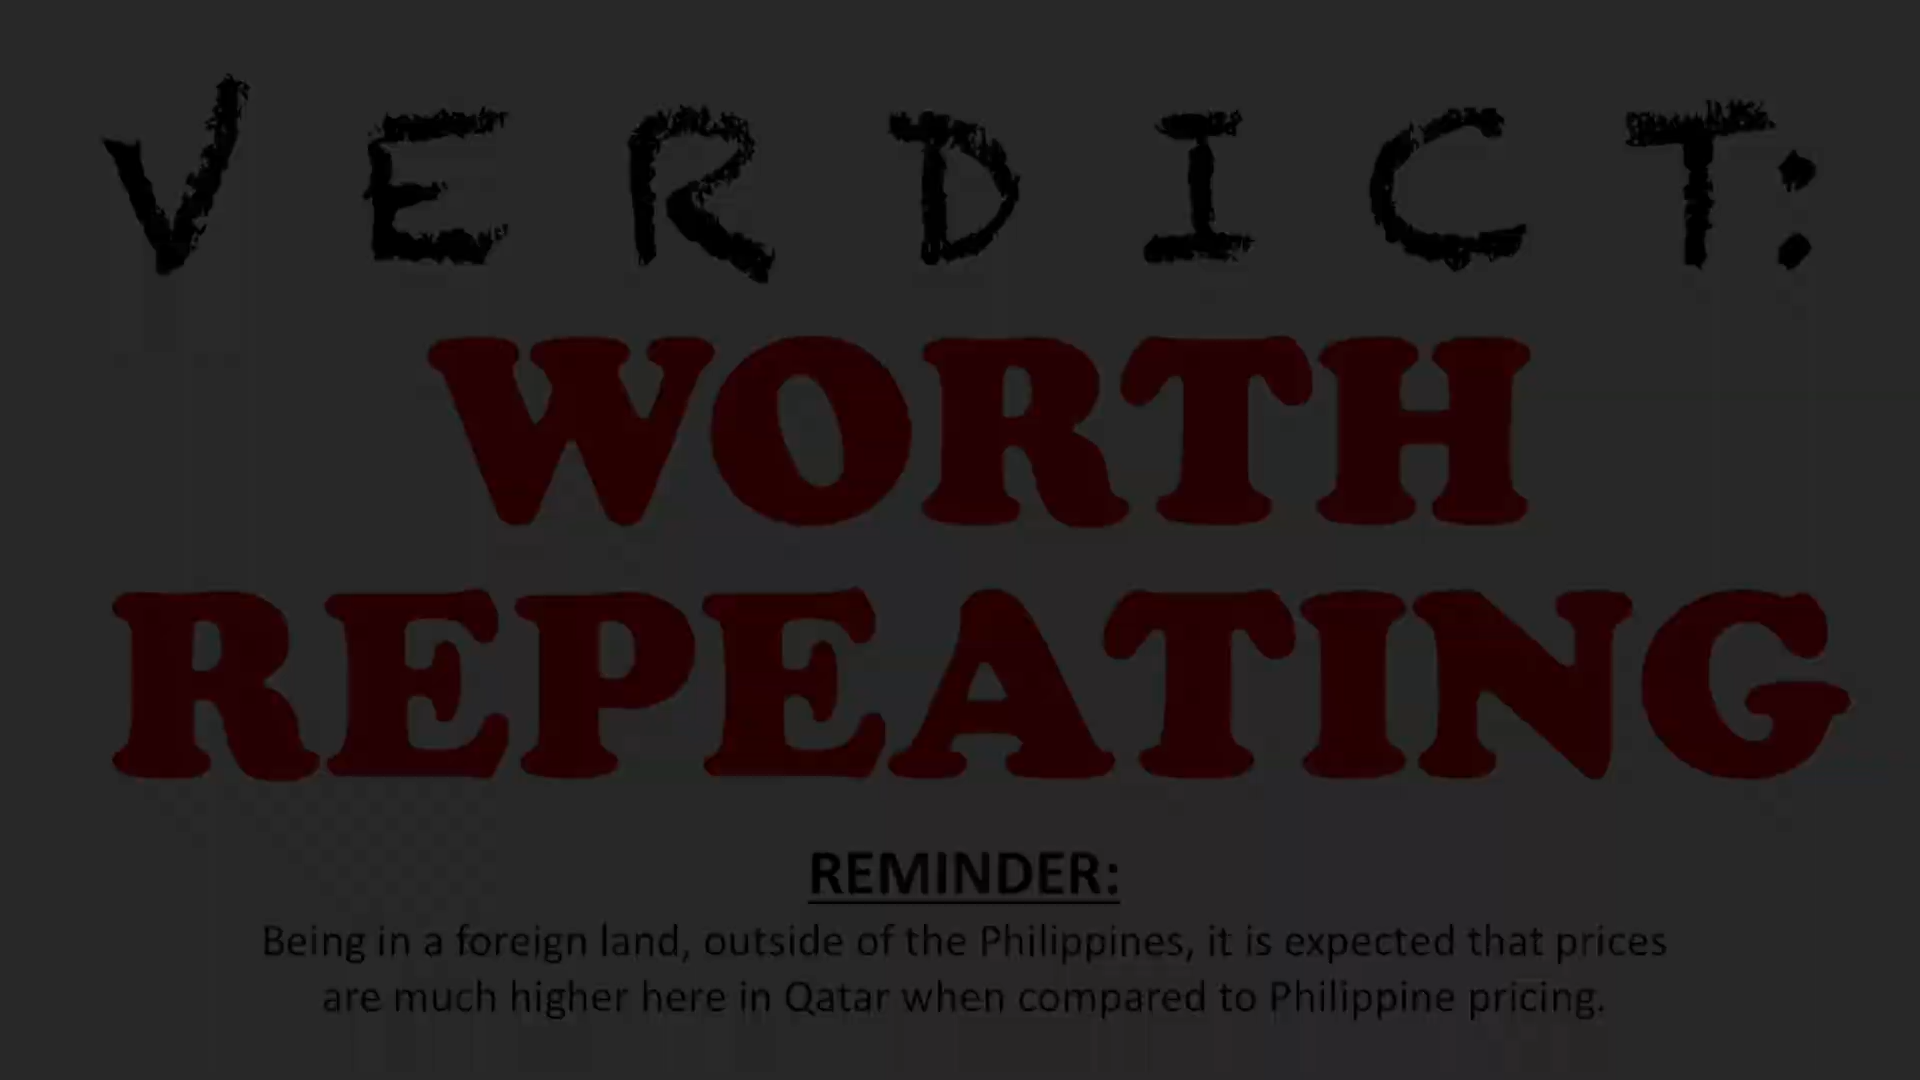 VERDICT:
WORTH
REPEATING
REMINDER:
Being in a foreign land, outside of the Philippines, it is expected that prices
are much higher here in Qatar when compared to Philippine pricing.